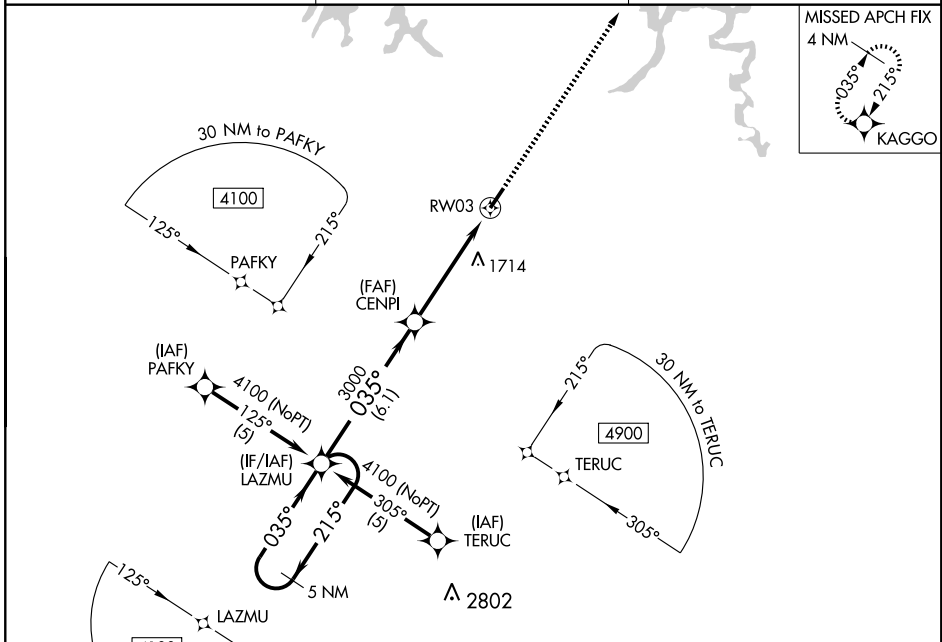 MISSED APCH FIX
4 NM
035°
215°
KAGGO
30 NM to PAFKY
4100
125°
215°
PAFKY
RW03
1714
(FAF)
CENPI
(IAF)
PAFKY
4100 (NoPT)
125°
(5)
3000
035°
(6.1)
30 NM to TERUC
215°
4900
TERUC
305°
(IF/IAF)
LAZMU
4100 (NoPT)
305°
(5)
(IAF)
TERUC
035°
215°
5 NM
2802
125°
LAZMU